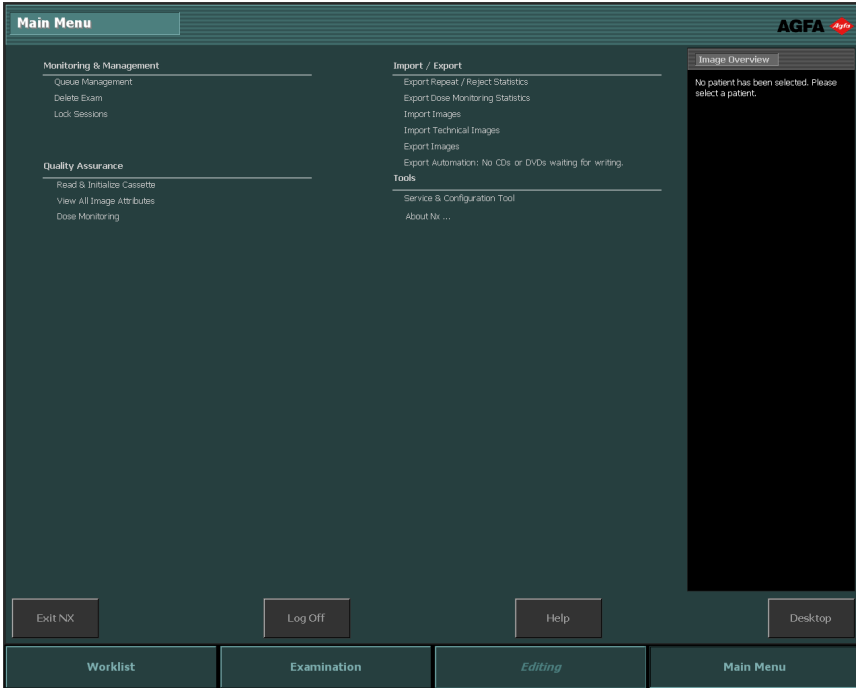 Main Menu
AGFA
Agfa
Monitoring & Management
Queue Management
Delete Exam
Lock Sessions
Quality Assurance
Read & Initialize Cassette
View All Image Attributes
Dose Monitoring
Import / Export
Export Repeat / Reject Statistics
Export Dose Monitoring Statistics
Import Images
Import Technical Images
Export Images
Export Automation: No CDs or DVDs waiting for writing.
Tools
Service & Configuration Tool
About Nx ...
Image Overview
No patient has been selected. Please
select a patient.
Exit NX
Log Off
Help
Desktop
Worklist
Examination
Editing
Main Menu